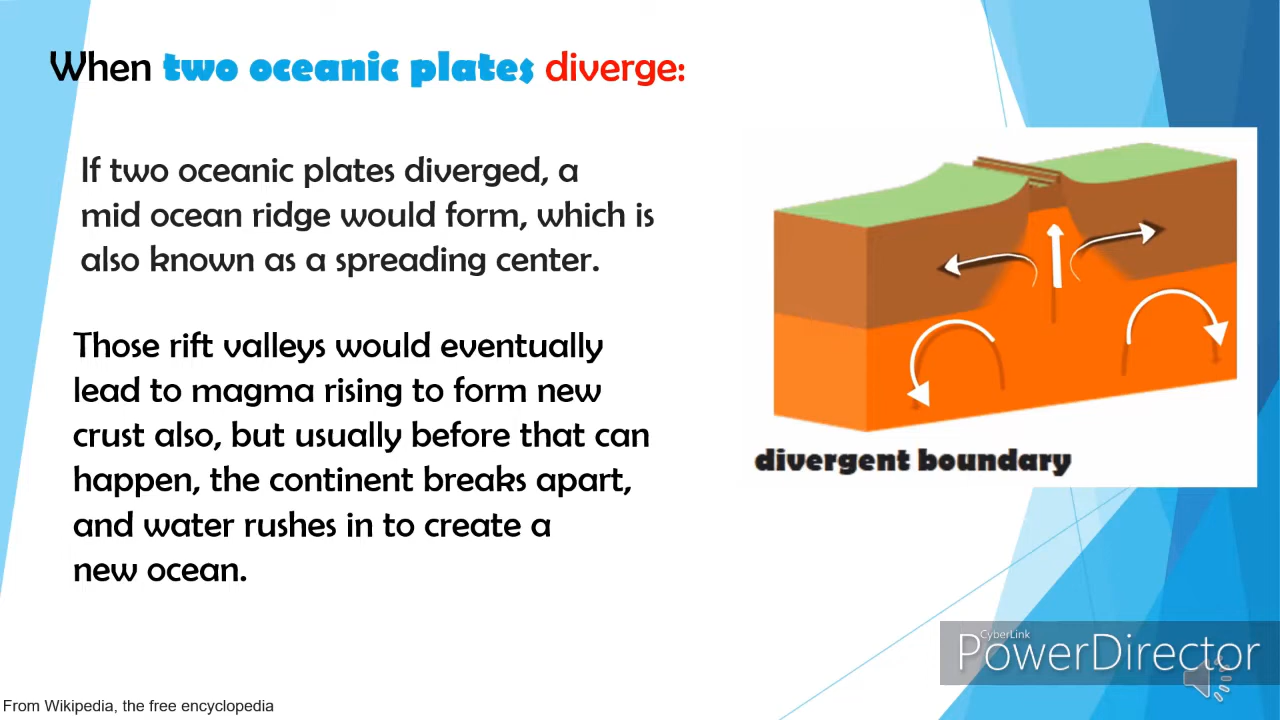 When two oceanic plates diverge:
If two oceanic plates diverged, a
mid ocean ridge would form, which is
also known as a spreading center.
Those rift valleys would eventually
lead to magma rising to form new
crust also, but usually before that can
happen, the continent breaks apart,
and water rushes in to create a
new ocean.
divergent boundary
CyberLink
PowerDirector
From Wikipedia, the free encyclopedia